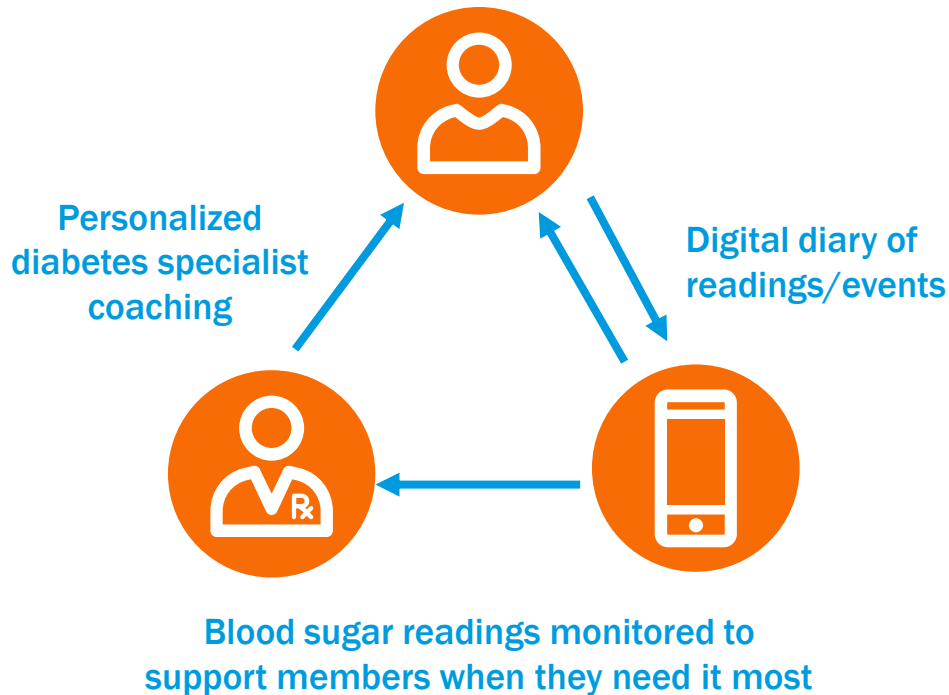 Personalized
diabetes specialist
coaching
Digital diary of
readings/events
℞
Blood sugar readings monitored to
support members when they need it most